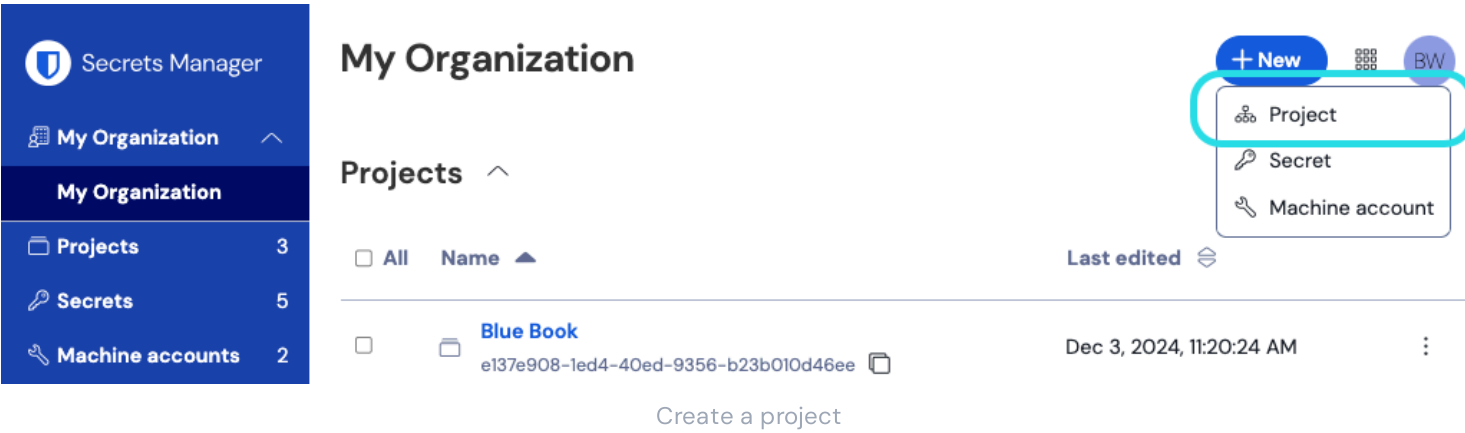 Secrets Manager
My Organization
My Organization
Projects 3
Secrets 5
Machine accounts 2
My Organization
+ New
BW
Project
Secret
Machine account
Projects
All Name Last edited
Blue Book
e137e908-1ed4-40ed-9356-b23b010d46ee
Dec 3, 2024, 11:20:24 AM
Create a project